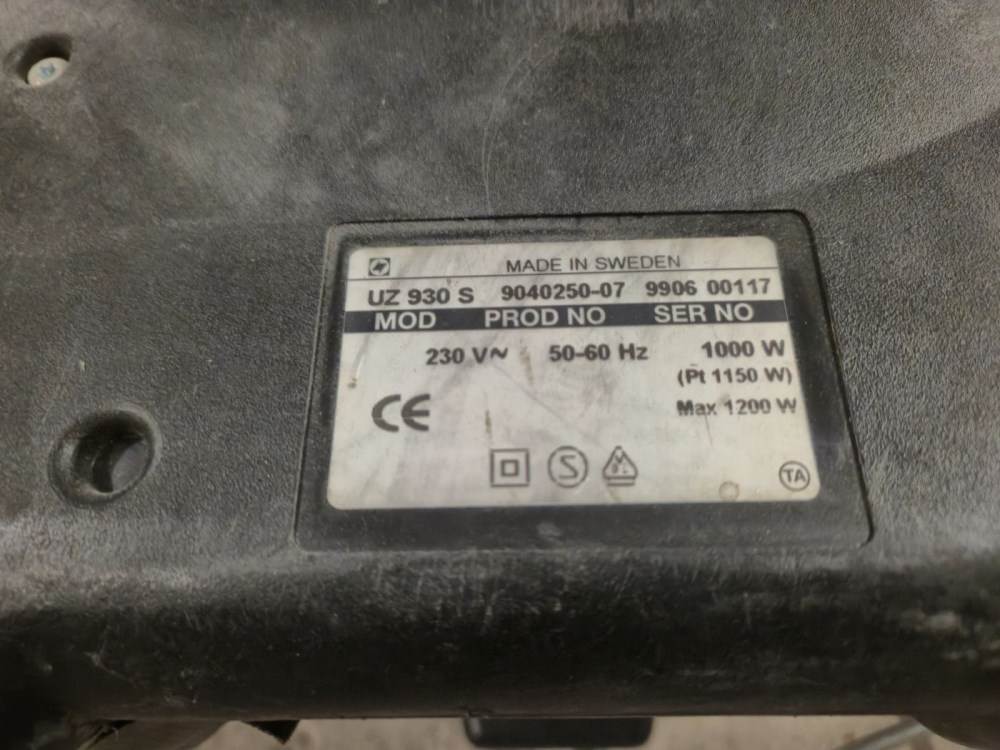 MADE IN SWEDEN
UZ 930 S 9040250-07 9906 00117
MOD PROD NO SER NO
230 V~ 50-60 Hz 1000 W
(Pt 1150 W)
CE Max 1200 W
S TA